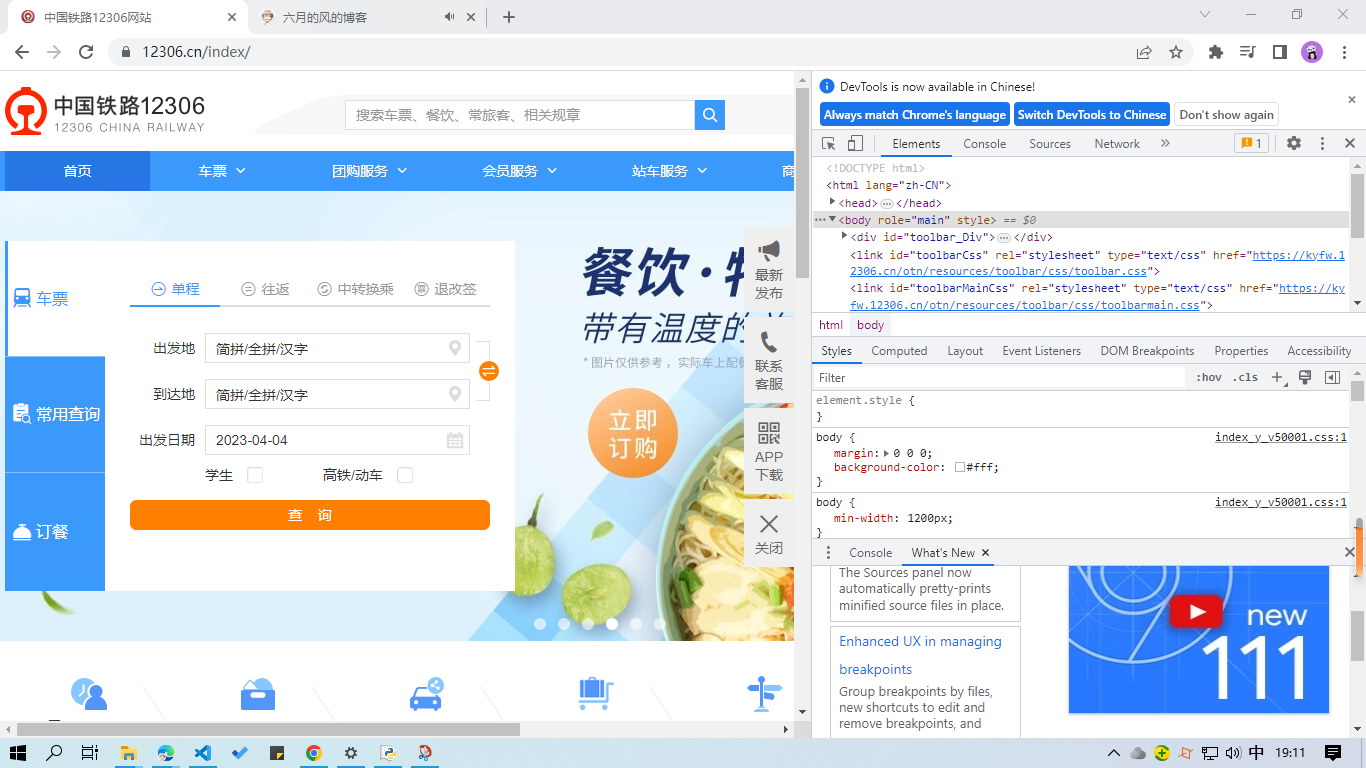 中国铁路12306网站
六月的风的博客
12306.cn/index/
中国铁路12306
12306 CHINA RAILWAY
搜索车票、餐饮、常旅客、相关规章
首页 车票 团购服务 会员服务 站车服务 商
车票
常用查询
订餐
单程 往返 中转换乘 退改签
出发地 简拼/全拼/汉字
到达地 简拼/全拼/汉字
出发日期 2023-04-04
学生 高铁/动车
查 询
餐饮·特
带有温度的
*图片仅供参考，实际车上配餐
立即
订购
最新
发布
联系
客服
APP
下载
关闭
DevTools is now available in Chinese!
Always match Chrome's language Switch DevTools to Chinese Don't show again
Elements Console Sources Network » 1
<!DOCTYPE html>
<html lang="zh-CN">
<head>…</head>
<body role="main" style> == $0
<div id="toolbar_Div">…</div>
<link id="toolbarCss" rel="stylesheet" type="text/css" href="https://kyfw.1
2306.cn/otn/resources/toolbar/css/toolbar.css">
<link id="toolbarMainCss" rel="stylesheet" type="text/css" href="https://ky
fw.12306.cn/otn/resources/toolbar/css/toolbarmain.css">
html body
Styles Computed Layout Event Listeners DOM Breakpoints Properties Accessibility
Filter :hov .cls
element.style {
}
body { index_y_v50001.css:1
margin: 0 0 0;
background-color: #fff;
}
body { index_y_v50001.css:1
min-width: 1200px;
}
Console What's New
The Sources panel now
automatically pretty-prints
minified source files in place.
Enhanced UX in managing
breakpoints
Group breakpoints by files,
new shortcuts to edit and
remove breakpoints, and
new
111
中 19:11